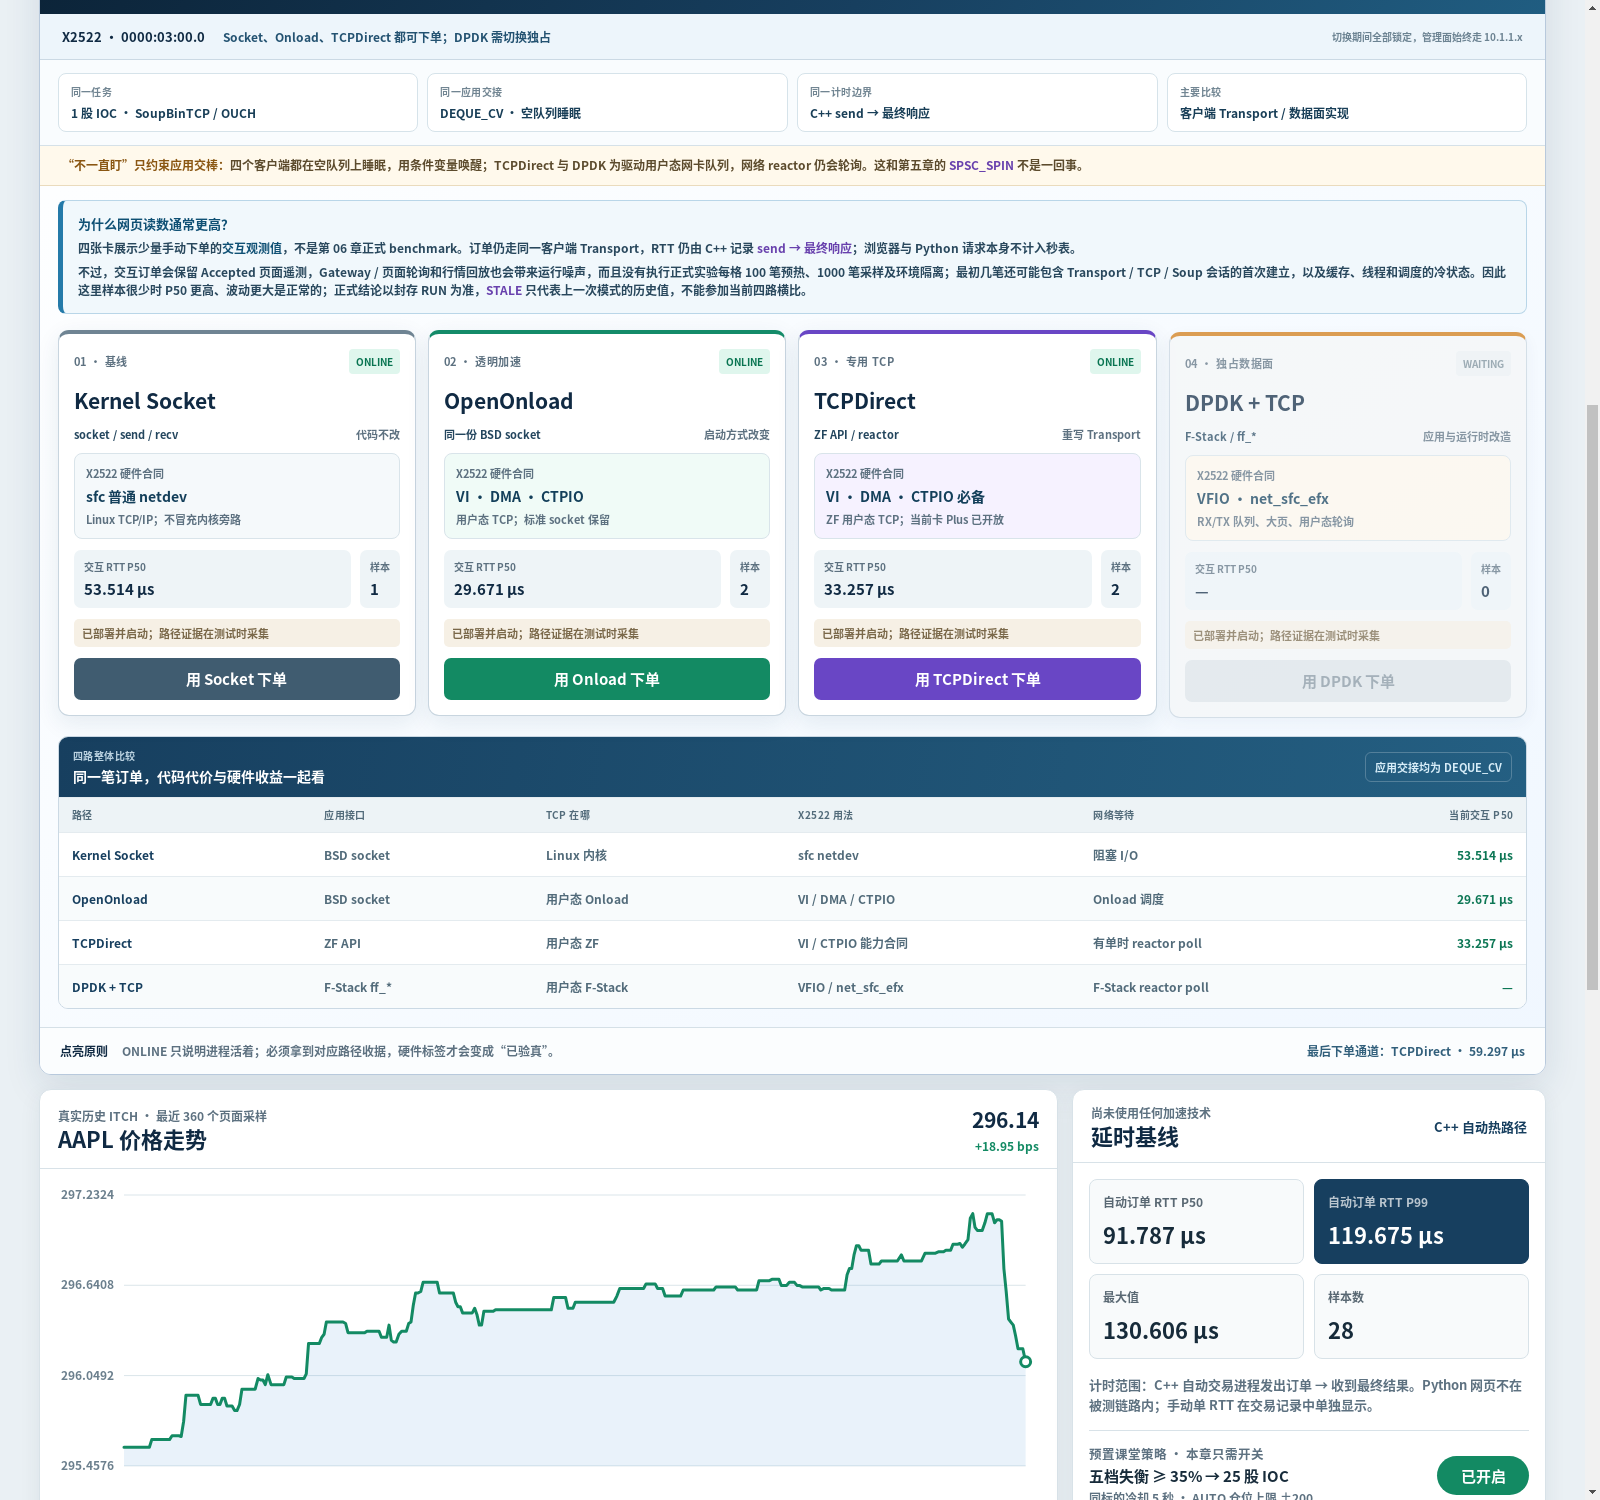 X2522 · 0000:03:00.0 Socket、Onload、TCPDirect 都可下单；DPDK 需切换独占 切换期间全部锁定，管理面始终走 10.1.1.x
同一任务 同一应用交接 同一计时边界 主要比较
1 股 IOC · SoupBinTCP / OUCH DEQUE_CV · 空队列睡眠 C++ send → 最终响应 客户端 Transport / 数据面实现
“不一直盯”只约束应用交棒：四个客户端都在空队列上睡眠，用条件变量唤醒；TCPDirect 与 DPDK 为驱动用户态网卡队列，网络 reactor 仍会轮询。这和第五章的 SPSC_SPIN 不是一回事。
为什么网页读数通常更高？
四张卡展示少量手动下单的交互观测值，不是第 06 章正式 benchmark。订单仍走同一客户端 Transport，RTT 仍由 C++ 记录 send → 最终响应；浏览器与 Python 请求本身不计入秒表。
不过，交互订单会保留 Accepted 页面遥测，Gateway / 页面轮询和行情回放也会带来运行噪声，而且没有执行正式实验每格 100 笔预热、1000 笔采样及环境隔离；最初几笔还可能包含 Transport / TCP / Soup 会话的首次建立，以及缓存、线程和调度的冷状态。因此
这里样本很少时 P50 更高、波动更大是正常的；正式结论以封存 RUN 为准，STALE 只代表上一次模式的历史值，不能参加当前四路横比。
01 · 基线 ONLINE
Kernel Socket
socket / send / recv 代码不改
X2522 硬件合同
sfc 普通 netdev
Linux TCP/IP；不冒充内核旁路
交互 RTT P50 样本
53.514 µs 1
已部署并启动；路径证据在测试时采集
用 Socket 下单
02 · 透明加速 ONLINE
OpenOnload
同一份 BSD socket 启动方式改变
X2522 硬件合同
VI · DMA · CTPIO
用户态 TCP；标准 socket 保留
交互 RTT P50 样本
29.671 µs 2
已部署并启动；路径证据在测试时采集
用 Onload 下单
03 · 专用 TCP ONLINE
TCPDirect
ZF API / reactor 重写 Transport
X2522 硬件合同
VI · DMA · CTPIO 必备
ZF 用户态 TCP；当前卡 Plus 已开放
交互 RTT P50 样本
33.257 µs 2
已部署并启动；路径证据在测试时采集
用 TCPDirect 下单
04 · 独占数据面 WAITING
DPDK + TCP
F-Stack / ff_* 应用与运行时改造
X2522 硬件合同
VFIO · net_sfc_efx
RX/TX 队列、大页、用户态轮询
交互 RTT P50 样本
— 0
已部署并启动；路径证据在测试时采集
用 DPDK 下单
四路整体比较
同一笔订单，代码代价与硬件收益一起看 应用交接均为 DEQUE_CV
路径 应用接口 TCP 在哪 X2522 用法 网络等待 当前交互 P50
Kernel Socket BSD socket Linux 内核 sfc netdev 阻塞 I/O 53.514 µs
OpenOnload BSD socket 用户态 Onload VI / DMA / CTPIO Onload 调度 29.671 µs
TCPDirect ZF API 用户态 ZF VI / CTPIO 能力合同 有单时 reactor poll 33.257 µs
DPDK + TCP F-Stack ff_* 用户态 F-Stack VFIO / net_sfc_efx F-Stack reactor poll —
点亮原则 ONLINE 只说明进程活着；必须拿到对应路径收据，硬件标签才会变成“已验真”。 最后下单通道：TCPDirect · 59.297 µs
真实历史 ITCH · 最近 360 个页面采样
AAPL 价格走势
296.14
+18.95 bps
297.2324
296.6408
296.0492
295.4576
尚未使用任何加速技术
延时基线
C++ 自动热路径
自动订单 RTT P50 自动订单 RTT P99
91.787 µs 119.675 µs
最大值 样本数
130.606 µs 28
计时范围：C++ 自动交易进程发出订单 → 收到最终结果。Python 网页不在
被测链路内；手动单 RTT 在交易记录中单独显示。
预置课堂策略 · 本章只需开关
五档失衡 ≥ 35% → 25 股 IOC 已开启
同标的冷却 5 秒 · AUTO 仓位上限 ±200